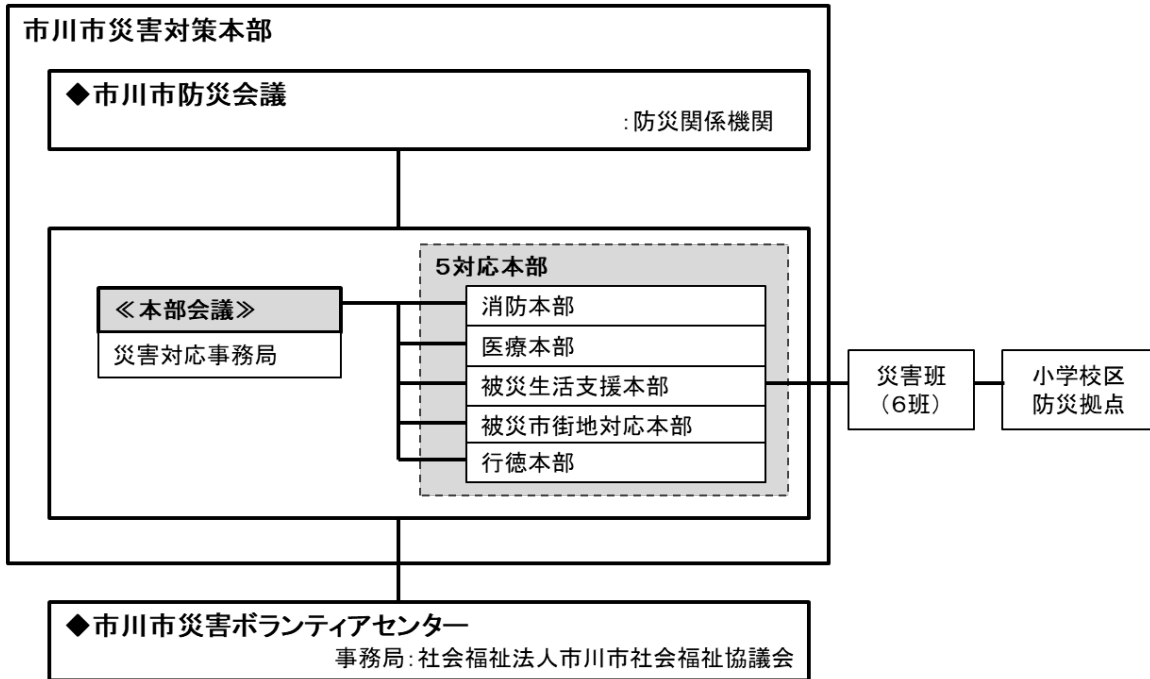 市川市災害対策本部
◆市川市防災会議
:防災関係機関
5対応本部
≪本部会議≫
災害対応事務局
消防本部
医療本部
被災生活支援本部
被災市街地対応本部
行徳本部
災害班
(6班)
小学校区
防災拠点
◆市川市災害ボランティアセンター
事務局:社会福祉法人市川市社会福祉協議会